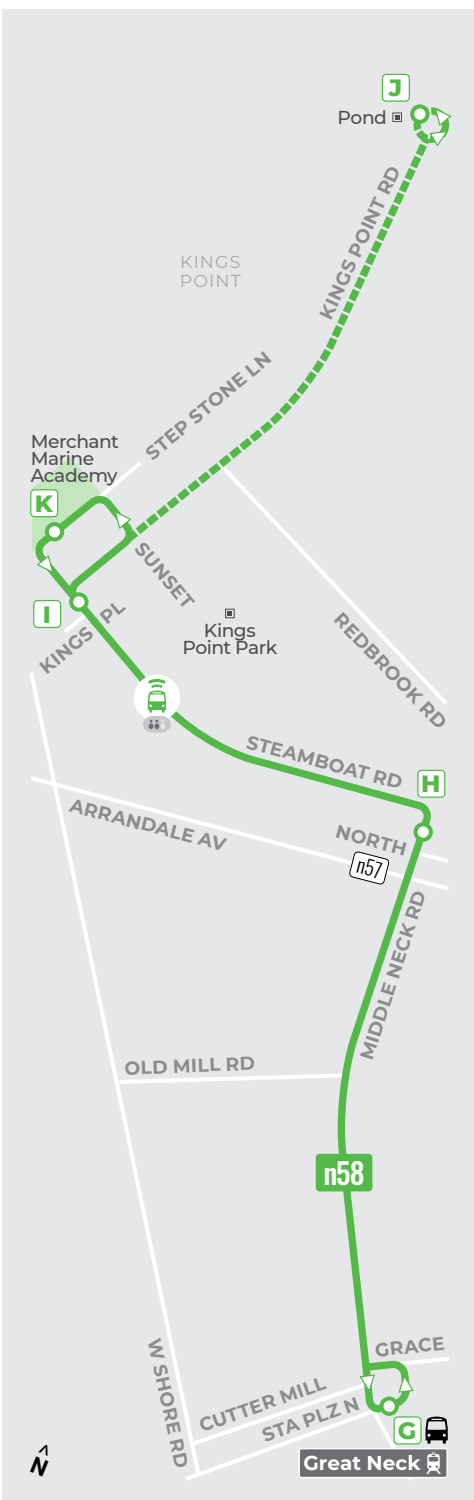 J
Pond
KINGS POINT RD
KINGS
POINT
STEP STONE LN
Merchant
Marine
Academy
K
SUNSET
I
KINGS PL
Kings
Point Park
REDBROOK RD
STEAMBOAT RD
H
ARRANDALE AV
NORTH
n57
MIDDLE NECK RD
OLD MILL RD
n58
GRACE
W SHORE RD
CUTTER MILL
STA PLZ N
G
Great Neck
N